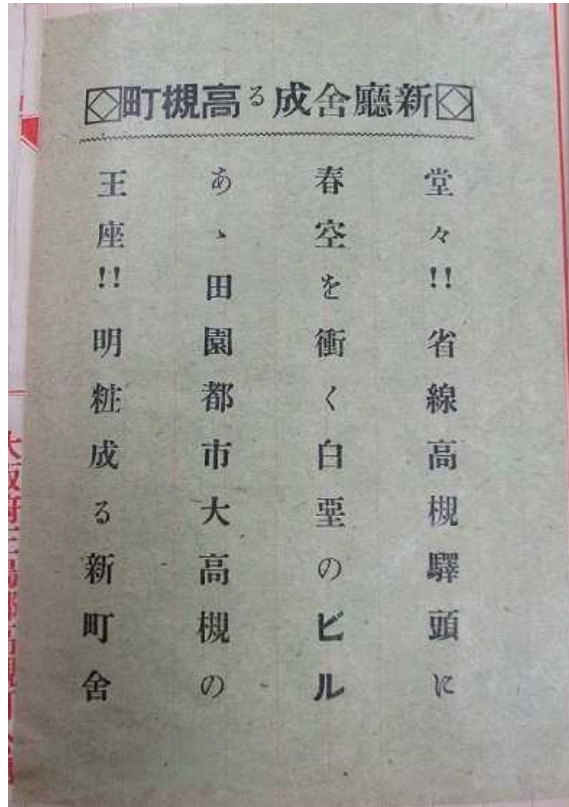 新廳舎成る高槻町
堂々!!省線高槻驛頭に
春空を衝く白堊のビル
あゝ田園都市大高槻の
王座!!明粧成る新町舎